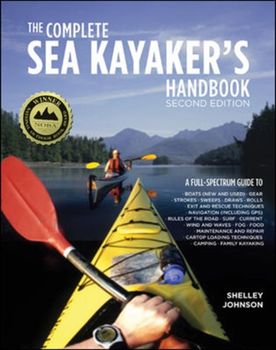 THE COMPLETE
SEA KAYAKER'S
HANDBOOK
SECOND EDITION
WINNER
NOBA
A FULL-SPECTRUM GUIDE TO
· BOATS (NEW AND USED) · GEAR
· STROKES · SWEEPS · DRAWS · ROLLS
· EXIT AND RESCUE TECHNIQUES
· NAVIGATION (INCLUDING GPS)
RULES OF THE ROAD · SURF · CURRENT
· WIND AND WAVES · FOG · FOOD
· MAINTENANCE AND REPAIR
· CARTOP LOADING TECHNIQUES
· CAMPING · FAMILY KAYAKING
SHELLEY
JOHNSON